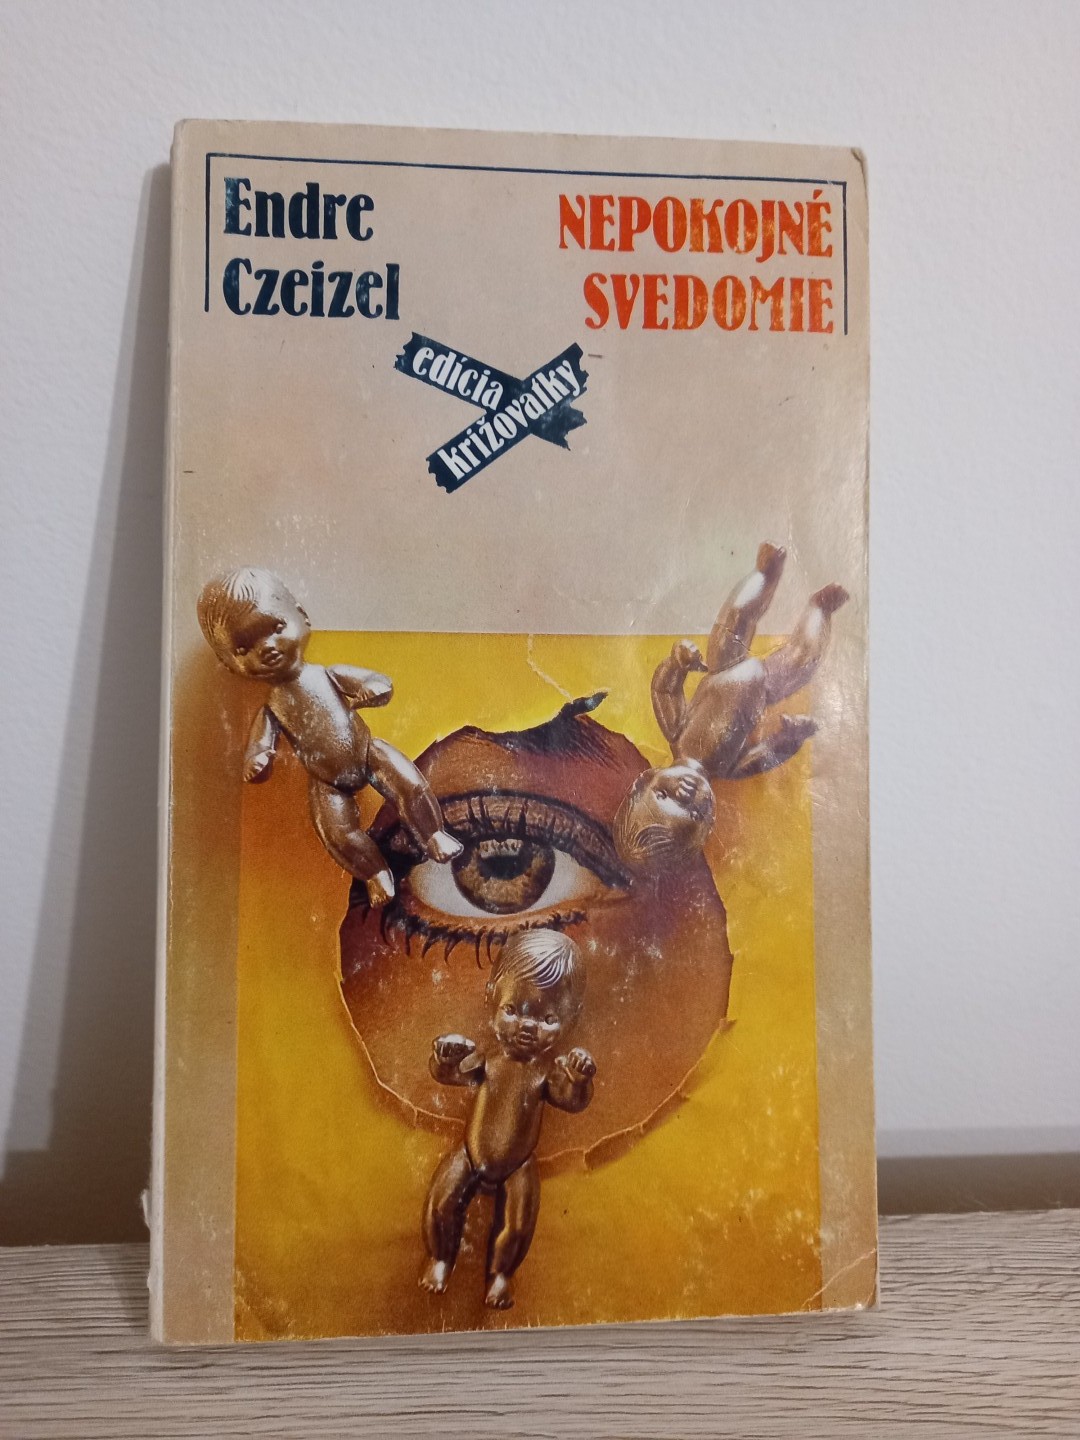 Endre
Czeizel
NEPOKOJNÉ
SVEDOMIE
edícia
križovatky